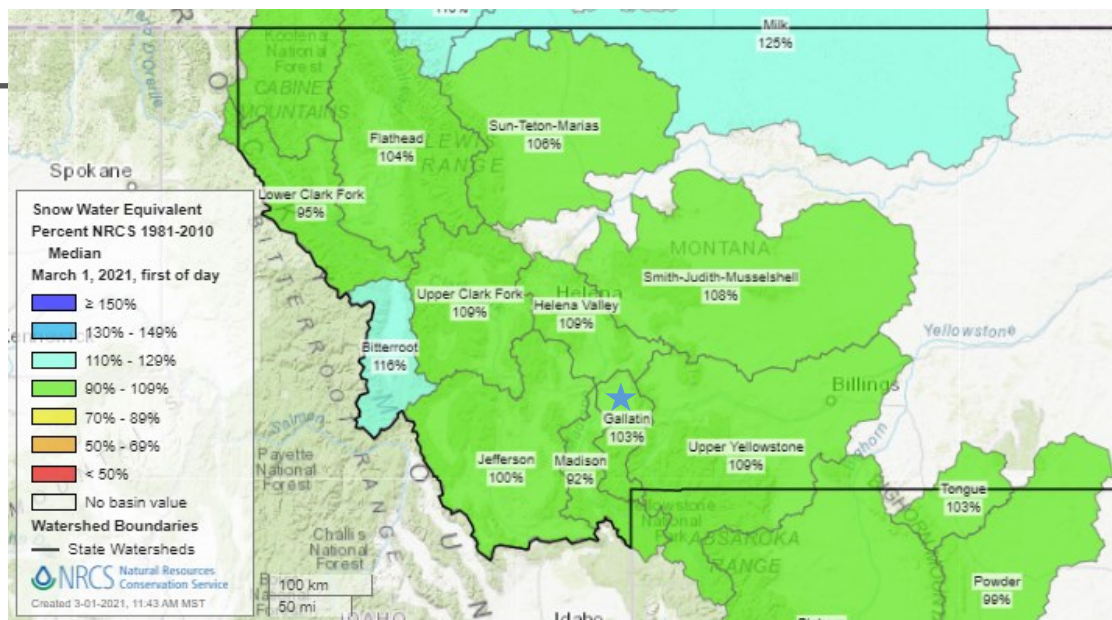 Milk
125%
Kootenai
National
Forest
CABINET
MOUNTAINS
Flathead
104%
LEWIS
RANGE
Sun-Teton-Marias
106%
Spokane
Lower Clark Fork
95%
BITTERROOT RANGE
MONTANA
Smith-Judith-Musselshell
108%
Upper Clark Fork
109%
Helena
Helena Valley
109%
Bitterroot
116%
Yellowstone
Billings
Bighorn
Gallatin
103%
Salmon
Jefferson
100%
Madison
92%
Upper Yellowstone
109%
Payette
National
Forest
Challis
National
Forest
Yellowstone
National
Park
ABSAROKA
RANGE
Tongue
103%
Powder
99%
IDAHO
Idaho
Snow Water Equivalent
Percent NRCS 1981-2010
Median
March 1, 2021, first of day
≥ 150%
130% - 149%
110% - 129%
90% - 109%
70% - 89%
50% - 69%
< 50%
No basin value
Watershed Boundaries
State Watersheds
NRCS Natural Resources
Conservation Service
Created 3-01-2021, 11:43 AM MST
100 km
50 mi